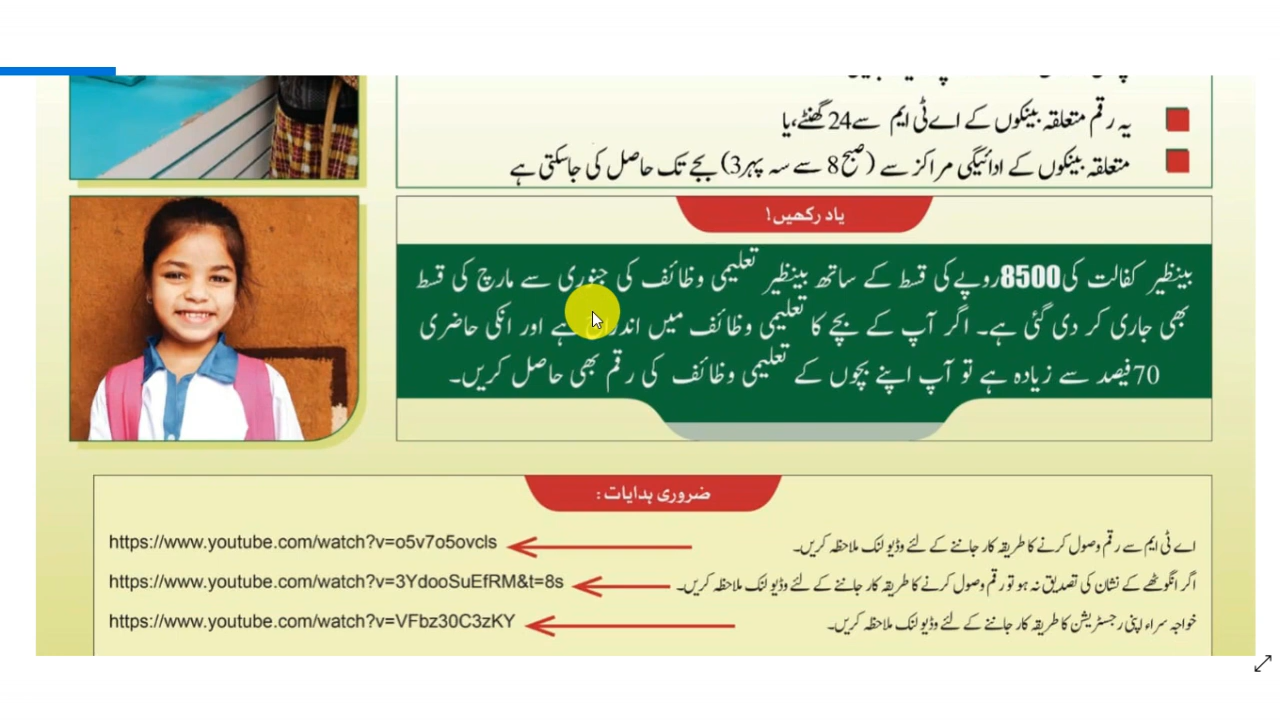 یہ رقم متعلقہ بینکوں کے اے ٹی ایم سے 24 گھنٹے، یا
متعلقہ بینکوں کے ادائیگی مراکز سے (صبح 8 سے سہ پہر 3) بجے تک حاصل کی جاسکتی ہے
یاد رکھیں!
بینظیر کفالت کی 8500 روپے کی قسط کے ساتھ بینظیر تعلیمی وظائف کی جنوری سے مارچ کی قسط
بھی جاری کر دی گئی ہے۔ اگر آپ کے بچے کا تعلیمی وظائف میں اندراج ہے اور انکی حاضری
70 فیصد سے زیادہ ہے تو آپ اپنے بچوں کے تعلیمی وظائف کی رقم بھی حاصل کریں۔
ضروری ہدایات:
اے ٹی ایم سے رقم وصول کرنے کا طریقہ کار جاننے کے لئے وڈیو لنک ملاحظہ کریں۔ https://www.youtube.com/watch?v=o5v7o5ovcls
اگر انگوٹھے کے نشان کی تصدیق نہ ہو تو رقم وصول کرنے کا طریقہ کار جاننے کے لئے وڈیو لنک ملاحظہ کریں۔ https://www.youtube.com/watch?v=3YdooSuEfRM&t=8s
خواجہ سراء اپنی رجسٹریشن کا طریقہ کار جاننے کے لئے وڈیو لنک ملاحظہ کریں۔ https://www.youtube.com/watch?v=VFbz30C3zKY